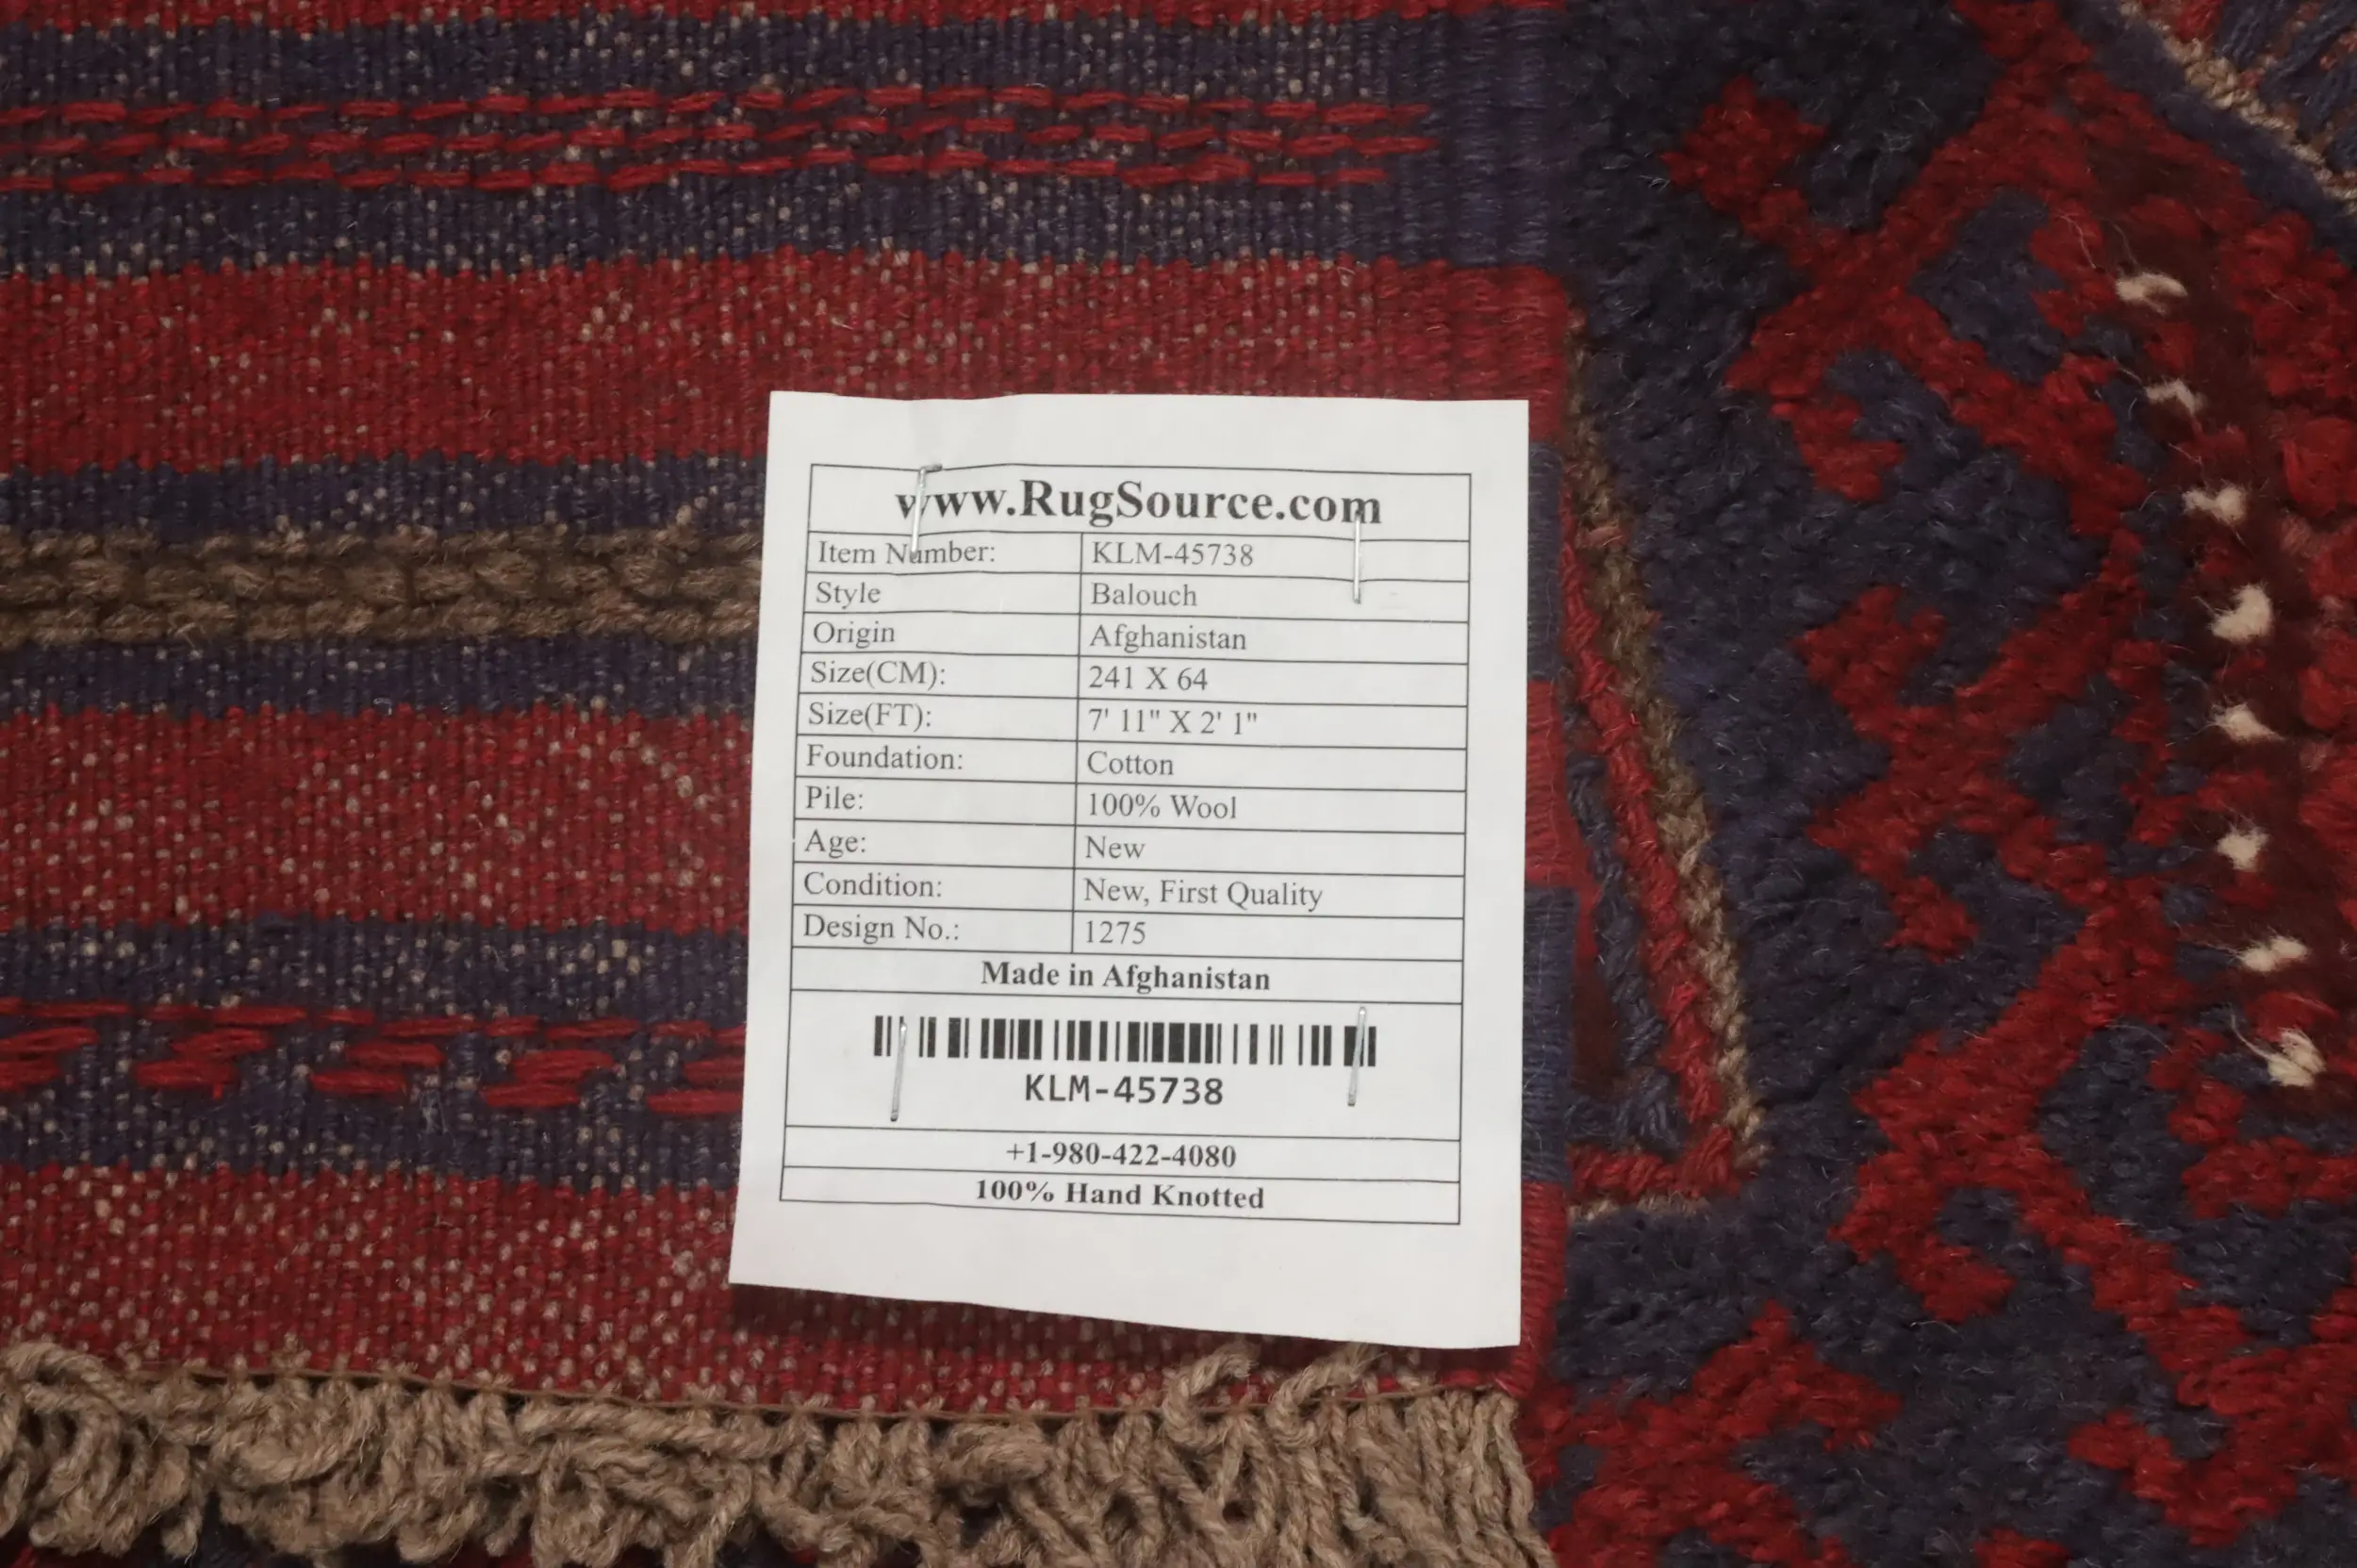 www.RugSource.com
Item Number: KLM-45738
Style Balouch
Origin Afghanistan
Size(CM): 241 X 64
Size(FT): 7' 11" X 2' 1"
Foundation: Cotton
Pile: 100% Wool
Age: New
Condition: New, First Quality
Design No.: 1275
Made in Afghanistan
KLM-45738
+1-980-422-4080
100% Hand Knotted